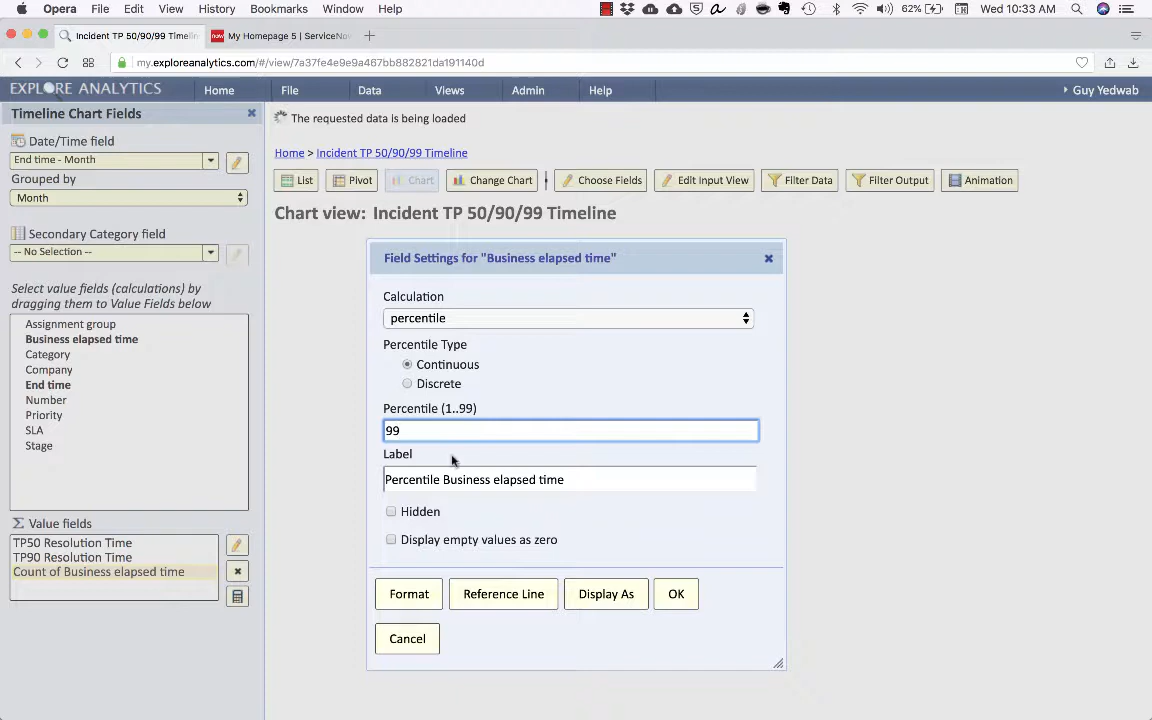 Opera File Edit View History Bookmarks Window Help 62% Wed 10:33 AM
Incident TP 50/90/99 Timelin My Homepage 5 | ServiceNo
my.exploreanalytics.com/#/view/7a37fe4e9e9a467bb882821da191140d
EXPLORE ANALYTICS Home File Data Views Admin Help Guy Yedwab
Timeline Chart Fields
The requested data is being loaded
Date/Time field
End time - Month
Home > Incident TP 50/90/99 Timeline
Grouped by
Month
List Pivot Chart Change Chart Choose Fields Edit Input View Filter Data Filter Output Animation
Chart view: Incident TP 50/90/99 Timeline
Secondary Category field
-- No Selection --
Select value fields (calculations) by
dragging them to Value Fields below
Assignment group
Business elapsed time
Category
Company
End time
Number
Priority
SLA
Stage
Value fields
TP50 Resolution Time
TP90 Resolution Time
Count of Business elapsed time
Field Settings for "Business elapsed time"
Calculation
percentile
Percentile Type
Continuous
Discrete
Percentile (1..99)
99
Label
Percentile Business elapsed time
Hidden
Display empty values as zero
Format Reference Line Display As OK
Cancel